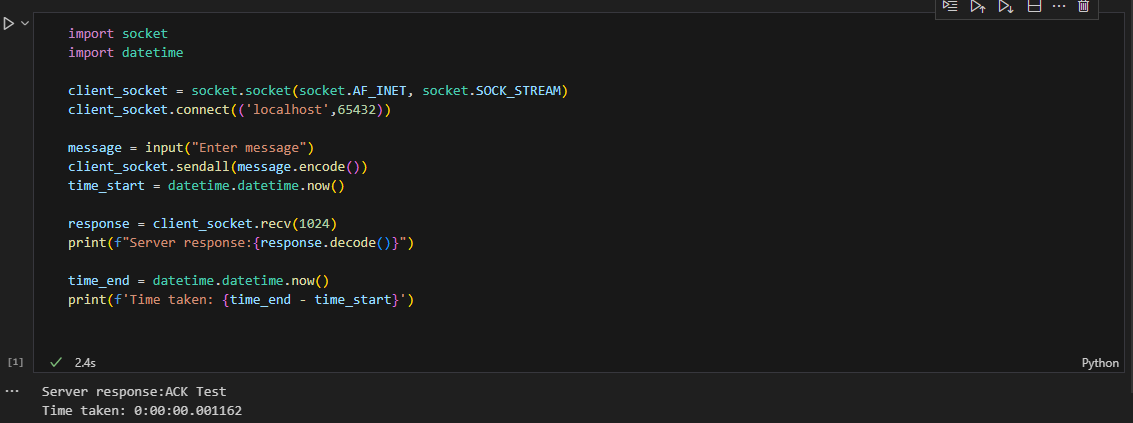 import socket
import datetime
client_socket = socket.socket(socket.AF_INET, socket.SOCK_STREAM)
client_socket.connect(('localhost',65432))
message = input("Enter message")
client_socket.sendall(message.encode())
time_start = datetime.datetime.now()
response = client_socket.recv(1024)
print(f"Server response:{response.decode()}")
time_end = datetime.datetime.now()
print(f'Time taken: {time_end - time_start}')
[1] 2.4s Python
Server response:ACK Test
Time taken: 0:00:00.001162